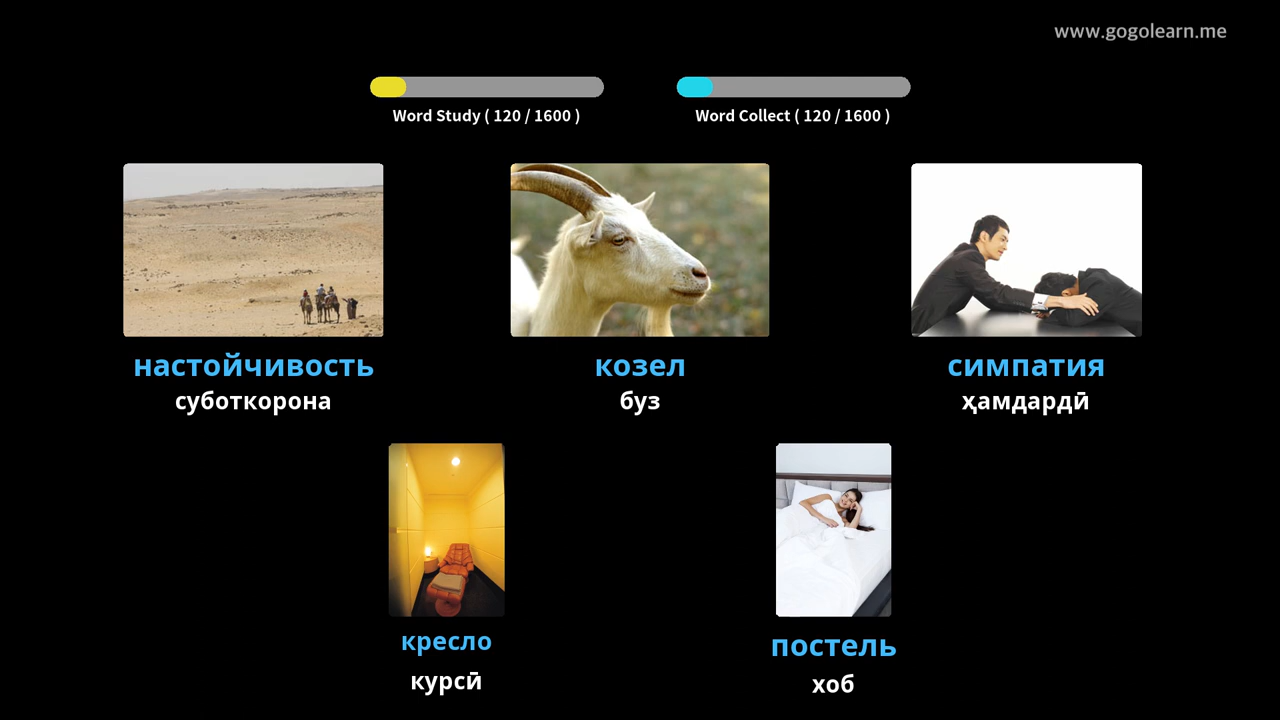 www.gogolearn.me
Word Study ( 120 / 1600 )
Word Collect ( 120 / 1600 )
настойчивость
суботкорона
козел
буз
симпатия
ҳамдардӣ
кресло
курсӣ
постель
хоб